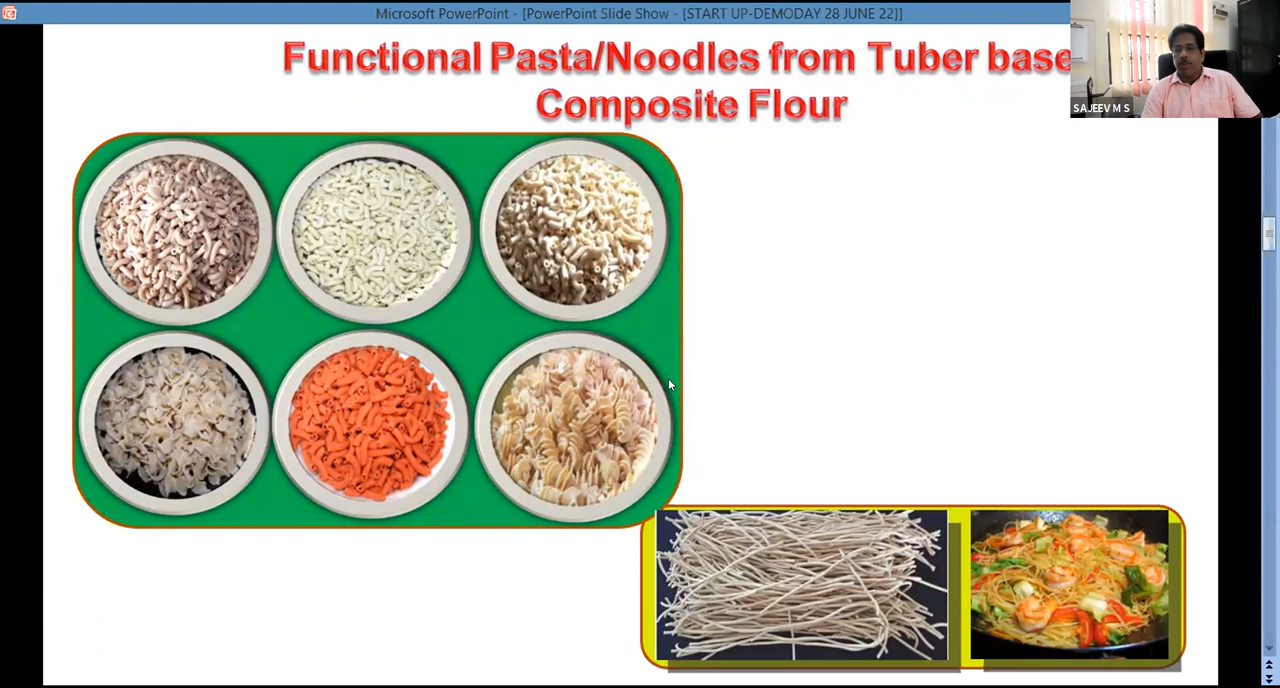 Microsoft PowerPoint - [PowerPoint Slide Show - [START UP-DEMODAY 28 JUNE 22]]
Functional Pasta/Noodles from Tuber base
Composite Flour
SAJEEV M S